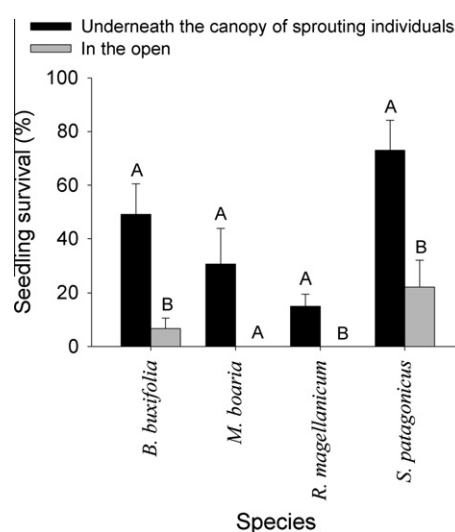 Underneath the canopy of sprouting individuals
In the open
Seedling survival (%)
100
80
60
40
20
0
A
B
A
A
A
B
A
B
B. buxifolia
M. boaria
R. magellanicum
S. patagonicus
Species